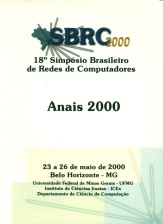 SBRC2000
18º Simpósio Brasileiro
de Redes de Computadores
Anais 2000
23 a 26 de maio de 2000
Belo Horizonte - MG
Universidade Federal de Minas Gerais - UFMG
Instituto de Ciências Exatas - ICEx
Departamento de Ciência da Computação